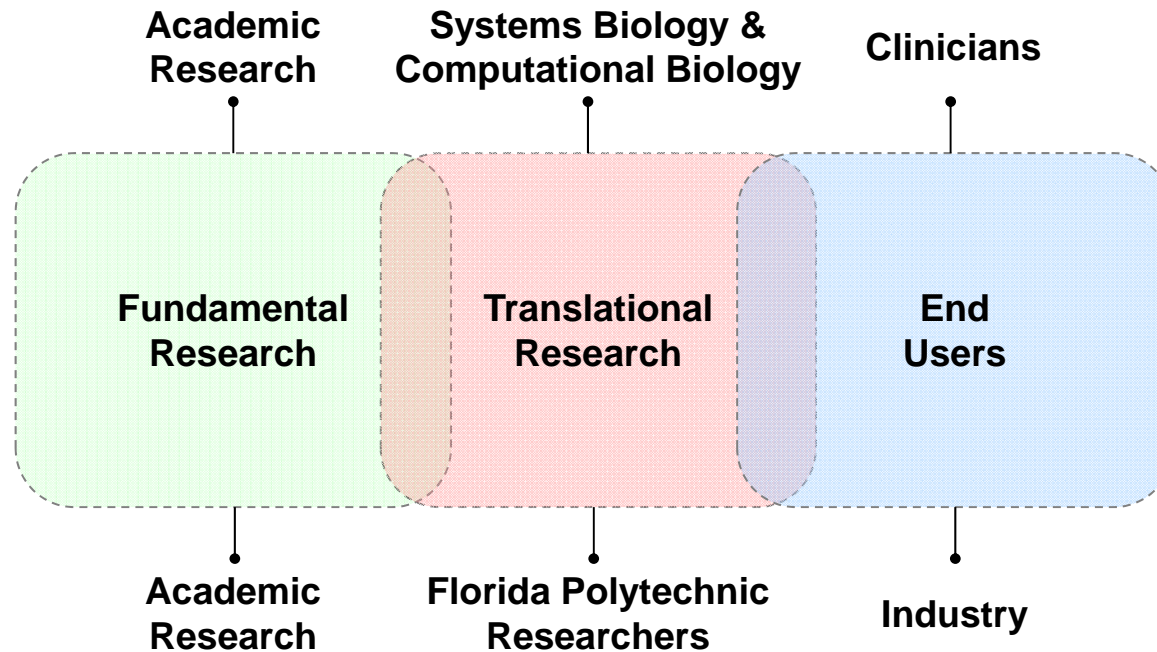 Academic
Research
Systems Biology &
Computational Biology
Clinicians
Fundamental
Research
Translational
Research
End
Users
Academic
Research
Florida Polytechnic
Researchers
Industry